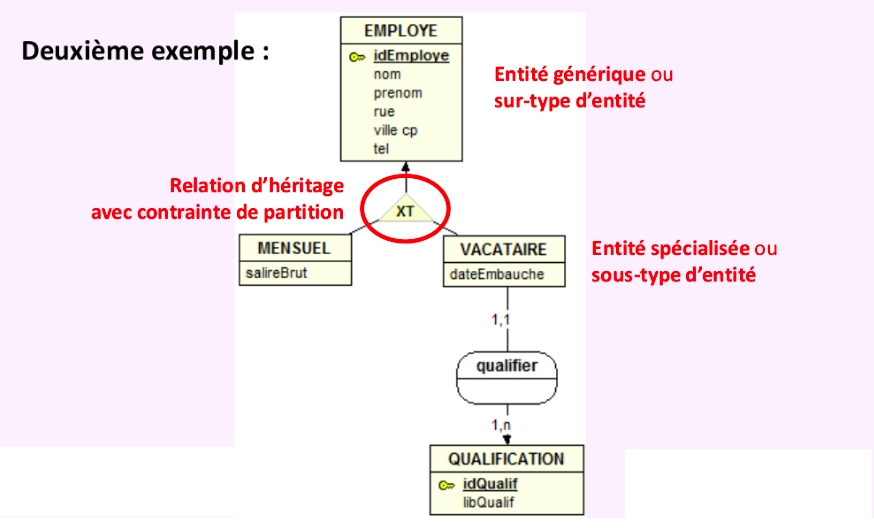 Deuxième exemple :
EMPLOYE
idEmploye
nom
prenom
rue
ville cp
tel
Entité générique ou
sur-type d'entité
Relation d'héritage
avec contrainte de partition
XT
MENSUEL
salireBrut
VACATAIRE
dateEmbauche
Entité spécialisée ou
sous-type d'entité
1,1
qualifier
1,n
QUALIFICATION
idQualif
libQualif